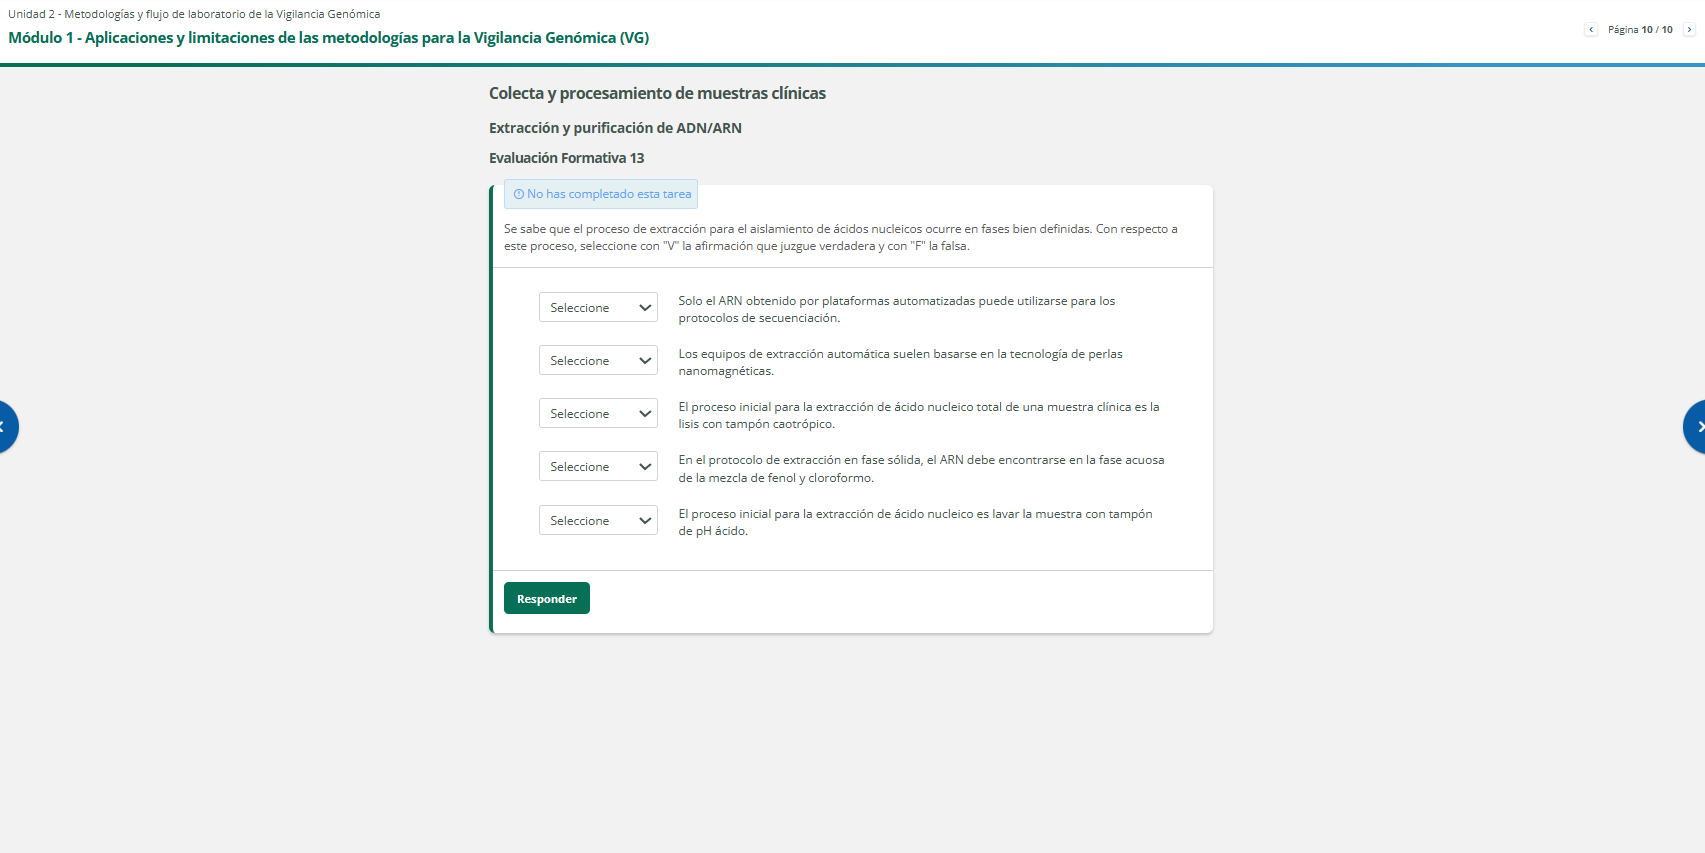 Unidad 2 - Metodologías y flujo de laboratorio de la Vigilancia Genómica
Módulo 1 - Aplicaciones y limitaciones de las metodologías para la Vigilancia Genómica (VG)
Página 10 / 10
Colecta y procesamiento de muestras clínicas
Extracción y purificación de ADN/ARN
Evaluación Formativa 13
No has completado esta tarea
Se sabe que el proceso de extracción para el aislamiento de ácidos nucleicos ocurre en fases bien definidas. Con respecto a
este proceso, seleccione con "V" la afirmación que juzgue verdadera y con "F" la falsa.
Seleccione
Solo el ARN obtenido por plataformas automatizadas puede utilizarse para los
protocolos de secuenciación.
Seleccione
Los equipos de extracción automática suelen basarse en la tecnología de perlas
nanomagnéticas.
Seleccione
El proceso inicial para la extracción de ácido nucleico total de una muestra clínica es la
lisis con tampón caotrópico.
Seleccione
En el protocolo de extracción en fase sólida, el ARN debe encontrarse en la fase acuosa
de la mezcla de fenol y cloroformo.
Seleccione
El proceso inicial para la extracción de ácido nucleico es lavar la muestra con tampón
de pH ácido.
Responder